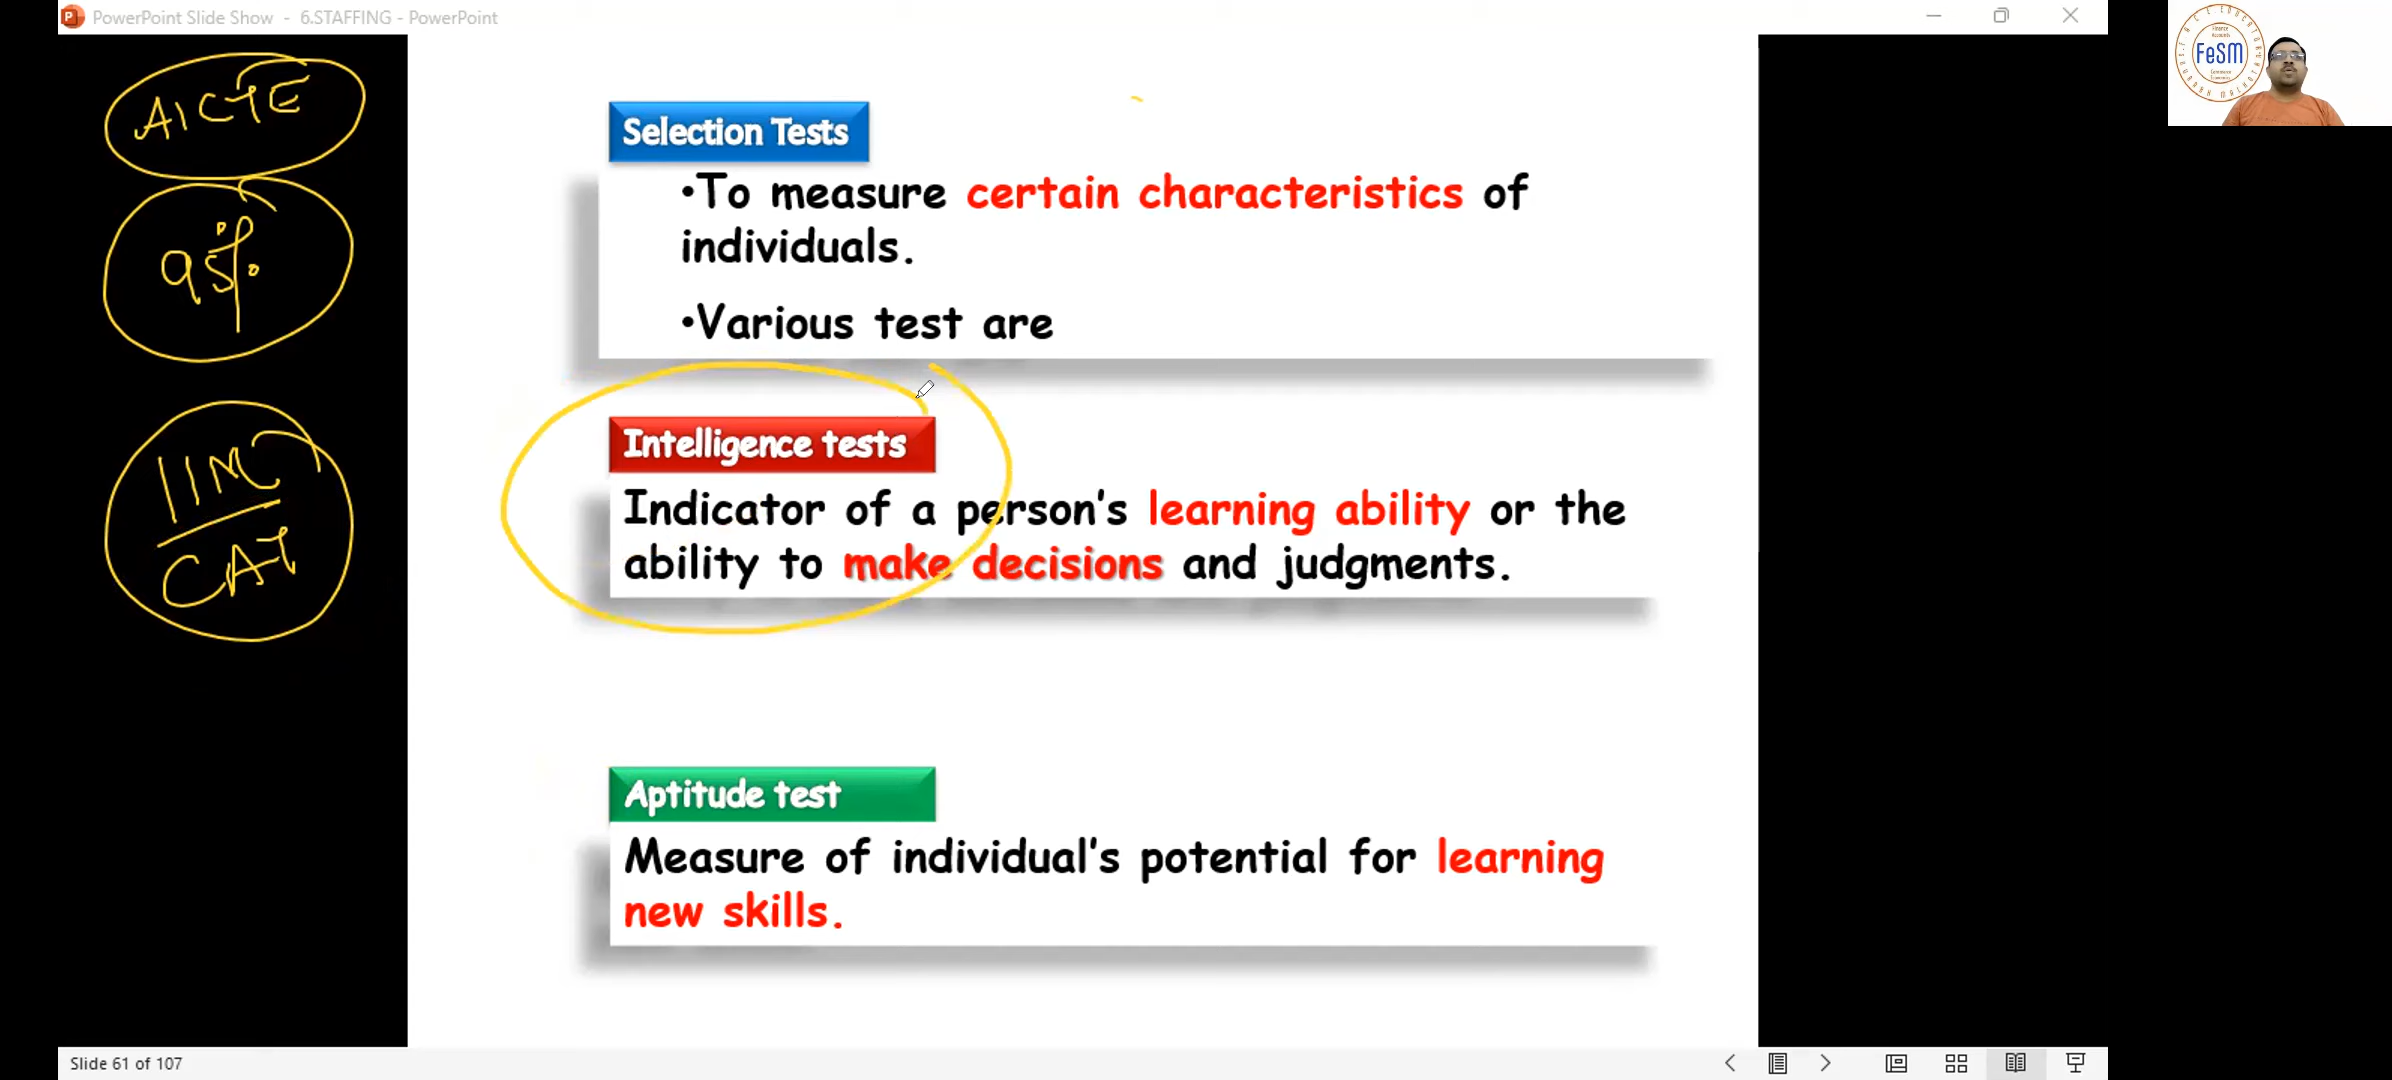 PowerPoint Slide Show - 6.STAFFING - PowerPoint
AICTE
95%
IIM
CAT
Selection Tests
•To measure certain characteristics of
individuals.
•Various test are
Intelligence tests
Indicator of a person's learning ability or the
ability to make decisions and judgments.
Aptitude test
Measure of individual's potential for learning
new skills.
Slide 61 of 107
FeSM